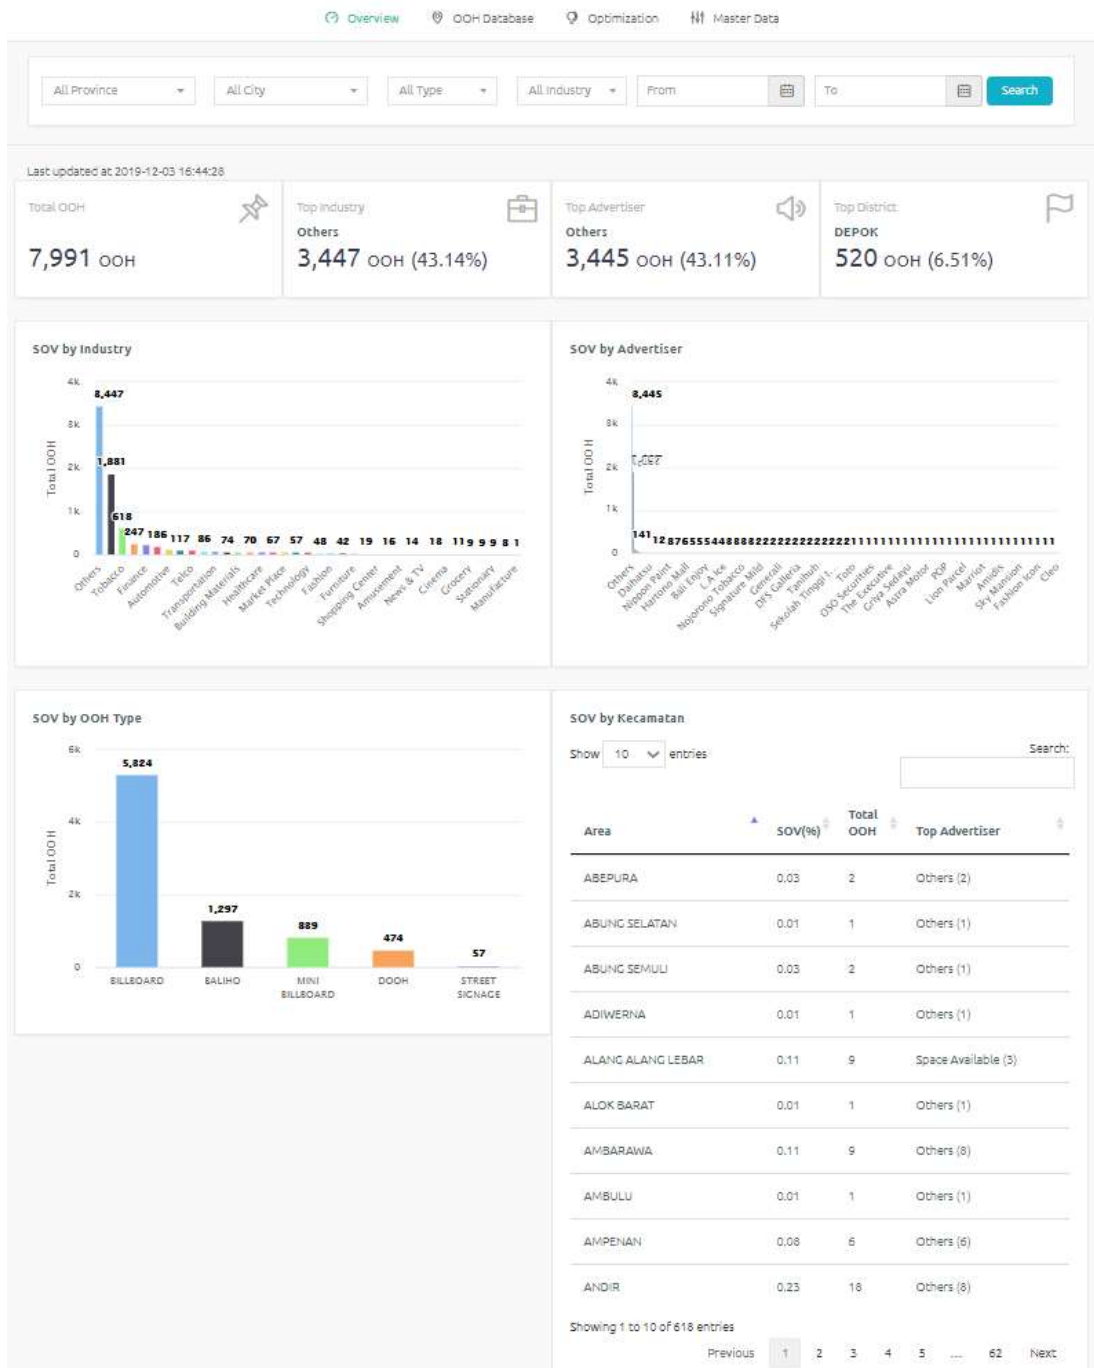 Overview OOH Database Optimization Master Data
All Province All City All Type All Industry From To Search
Last updated at 2019-12-03 16:44:28
Total OOH
7,991 OOH
Top Industry
Others
3,447 OOH (43.14%)
Top Advertiser
Others
3,445 OOH (43.11%)
Top District
DEPOK
520 OOH (6.51%)
SOV by Industry
Total OOH
4k
3k
2k
1k
0
3,447
1,881
618
247 186 117 86 74 70 67 57 48 42 19 16 14 13 11 9 9 9 8 1
Others
Tobacco
Finance
Automotive
Telco
Transportation
Building Materials
Healthcare
Market Place
Technology
Fashion
Furniture
Shopping Center
Amusement
News & TV
Cinema
Grocery
Stationary
Manufacture
SOV by Advertiser
Total OOH
4k
3k
2k
1k
0
3,445
141
Others
Daihatsu
Nippon Paint
Hartono Mall
Bali Enjoy
L.A Ice
Nojorono Tobacco
Signature Mild
Generali
DFS Galleria
Tamihub
Sekolah Tinggi I..
Toto
OSO Securities
The Executive
Griya Sedayu
Astra Motor
POP
Lion Parcel
Marriot
Amidis
Sky Mansion
Fashion Icon
Cleo
SOV by OOH Type
Total OOH
6k
4k
2k
0
5,324
1,297
839
474
57
BILLBOARD
BALIHO
MINI BILLBOARD
DOOH
STREET SIGNAGE
SOV by Kecamatan
Show 10 entries
Search:
Area SOV(%) Total OOH Top Advertiser
ABEPURA 0.03 2 Others (2)
ABUNG SELATAN 0.01 1 Others (1)
ABUNG SEMULI 0.03 2 Others (1)
ADIWERNA 0.01 1 Others (1)
ALANG ALANG LEBAR 0.11 9 Space Available (3)
ALOK BARAT 0.01 1 Others (1)
AMBARAWA 0.11 9 Others (8)
AMBULU 0.01 1 Others (1)
AMPENAN 0.08 6 Others (6)
ANDIR 0.23 18 Others (8)
Showing 1 to 10 of 618 entries
Previous 1 2 3 4 5 ... 62 Next